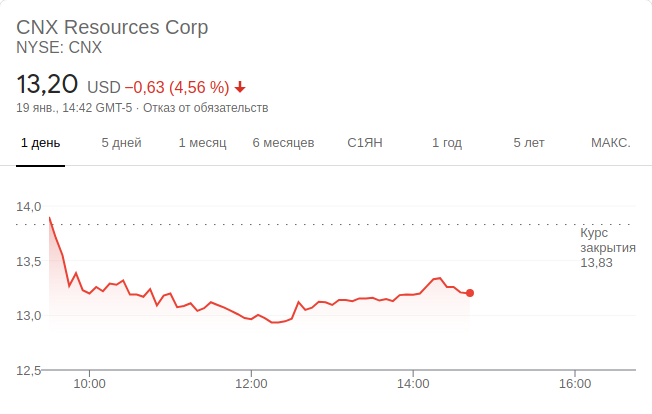 CNX Resources Corp
NYSE: CNX
13,20 USD −0,63 (4,56 %)
19 янв., 14:42 GMT-5 · Отказ от обязательств
1 день 5 дней 1 месяц 6 месяцев С1ЯН 1 год 5 лет МАКС.
14,0
Курс
закрытия
13,83
13,5
13,0
12,5
10:00 12:00 14:00 16:00